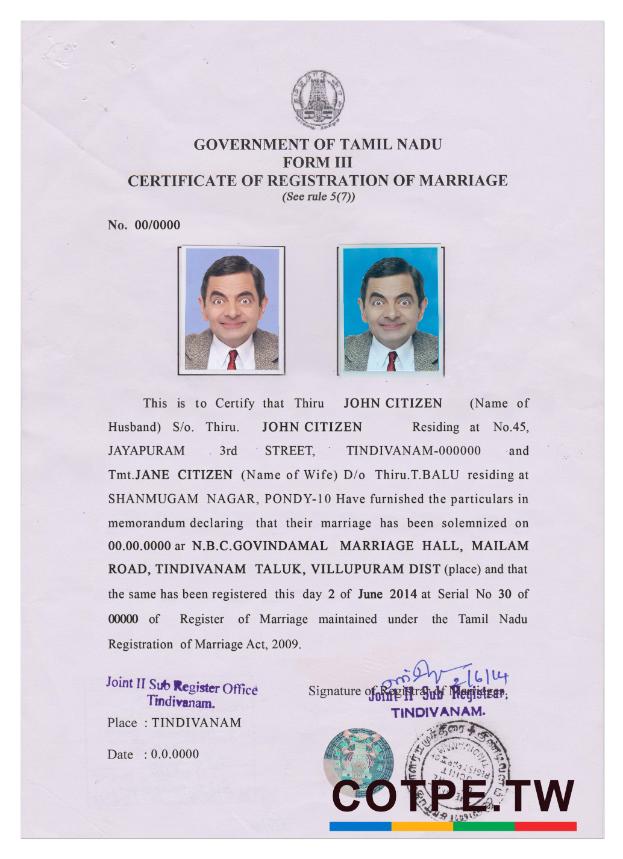 GOVERNMENT OF TAMIL NADU
FORM III
CERTIFICATE OF REGISTRATION OF MARRIAGE
(See rule 5(7))
No. 00/0000
This is to Certify that Thiru JOHN CITIZEN (Name of
Husband) S/o. Thiru. JOHN CITIZEN Residing at No.45,
JAYAPURAM 3rd STREET, TINDIVANAM-000000 and
Tmt.JANE CITIZEN (Name of Wife) D/o Thiru.T.BALU residing at
SHANMUGAM NAGAR, PONDY-10 Have furnished the particulars in
memorandum declaring that their marriage has been solemnized on
00.00.0000 ar N.B.C.GOVINDAMAL MARRIAGE HALL, MAILAM
ROAD, TINDIVANAM TALUK, VILLUPURAM DIST (place) and that
the same has been registered this day 2 of June 2014 at Serial No 30 of
00000 of Register of Marriage maintained under the Tamil Nadu
Registration of Marriage Act, 2009.
Joint II Sub Register Office
Tindivanam.
2/6/14
Signature of Registrar of Marriages,
Joint II Sub Registrar,
TINDIVANAM.
Place : TINDIVANAM
Date : 0.0.0000
COTPE.TW